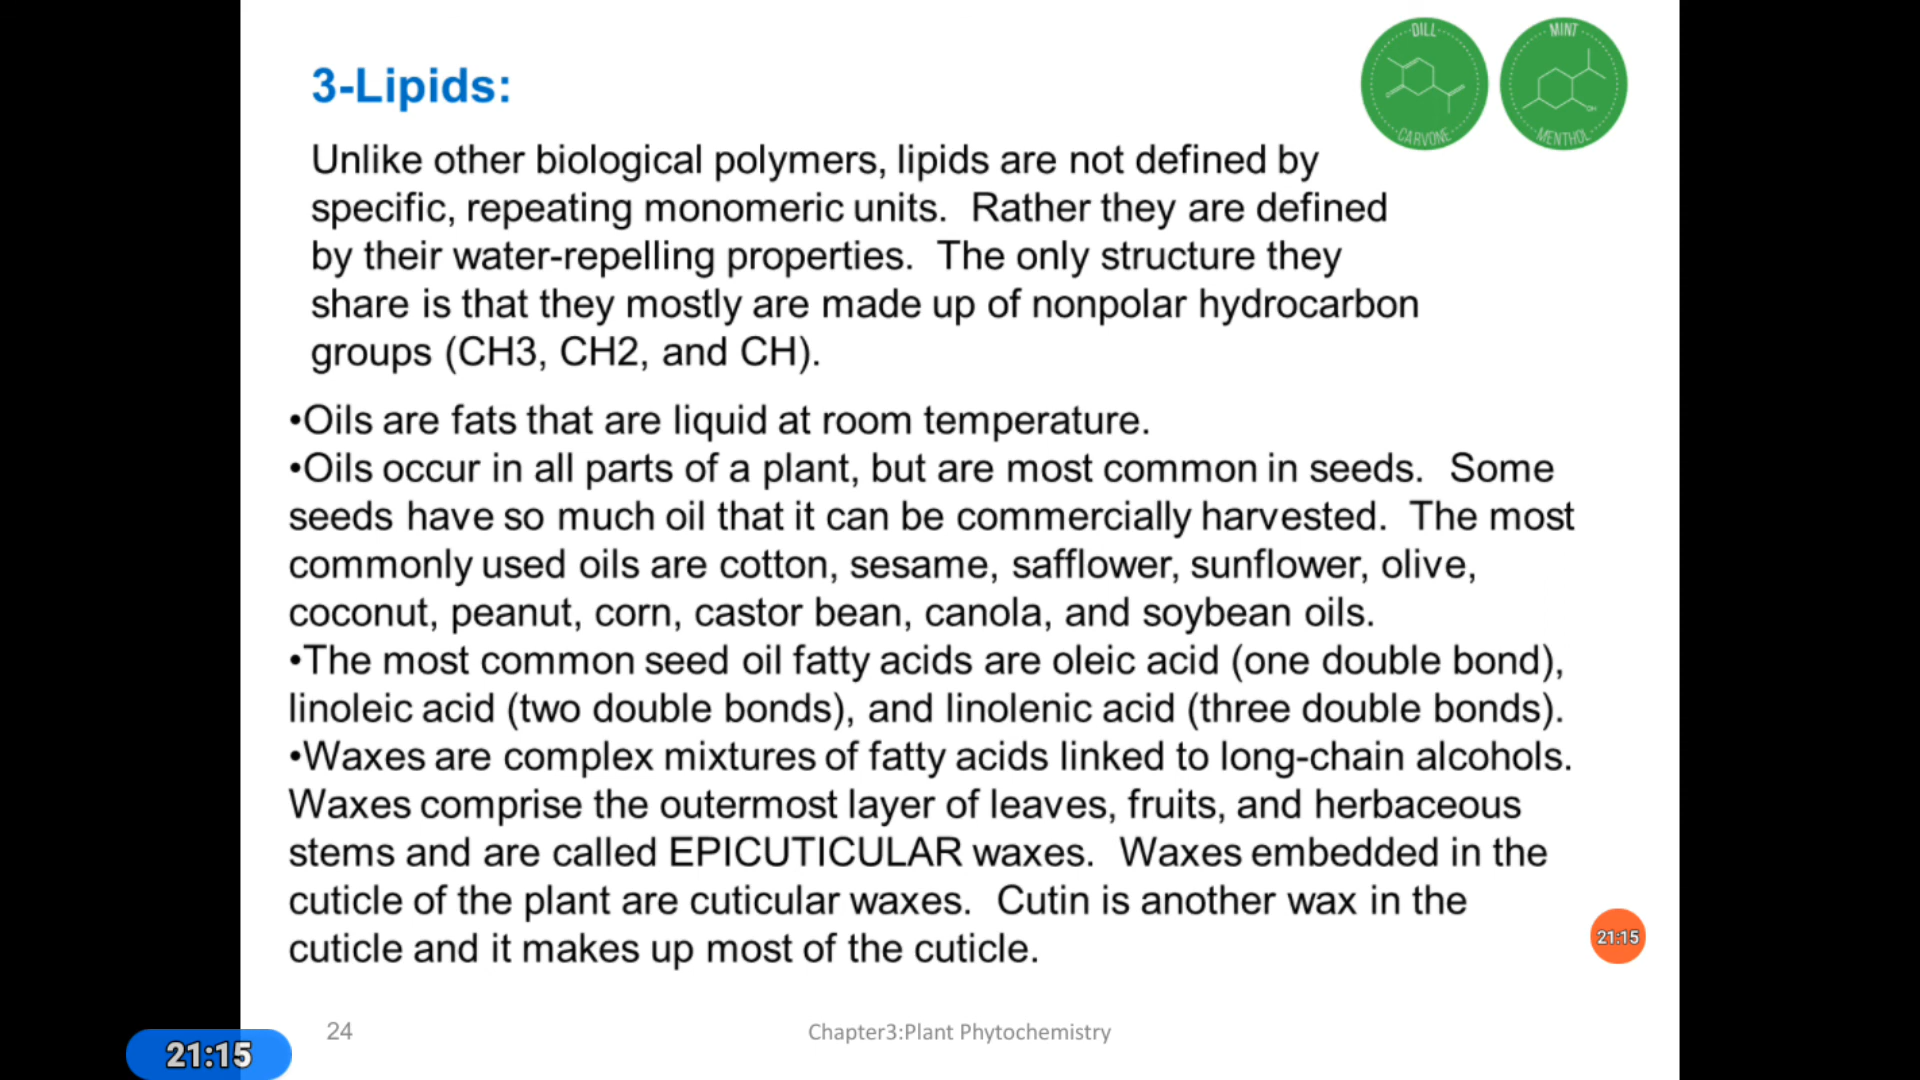 DILL
MINT
3-Lipids:
CARVONE
MENTHOL
OH
O
Unlike other biological polymers, lipids are not defined by
specific, repeating monomeric units.  Rather they are defined
by their water-repelling properties.  The only structure they
share is that they mostly are made up of nonpolar hydrocarbon
groups (CH3, CH2, and CH).
•Oils are fats that are liquid at room temperature.
•Oils occur in all parts of a plant, but are most common in seeds.  Some
seeds have so much oil that it can be commercially harvested.  The most
commonly used oils are cotton, sesame, safflower, sunflower, olive,
coconut, peanut, corn, castor bean, canola, and soybean oils.
•The most common seed oil fatty acids are oleic acid (one double bond),
linoleic acid (two double bonds), and linolenic acid (three double bonds).
•Waxes are complex mixtures of fatty acids linked to long-chain alcohols.
Waxes comprise the outermost layer of leaves, fruits, and herbaceous
stems and are called EPICUTICULAR waxes.  Waxes embedded in the
cuticle of the plant are cuticular waxes.  Cutin is another wax in the
cuticle and it makes up most of the cuticle.
21:15
24
Chapter3:Plant Phytochemistry
21:15